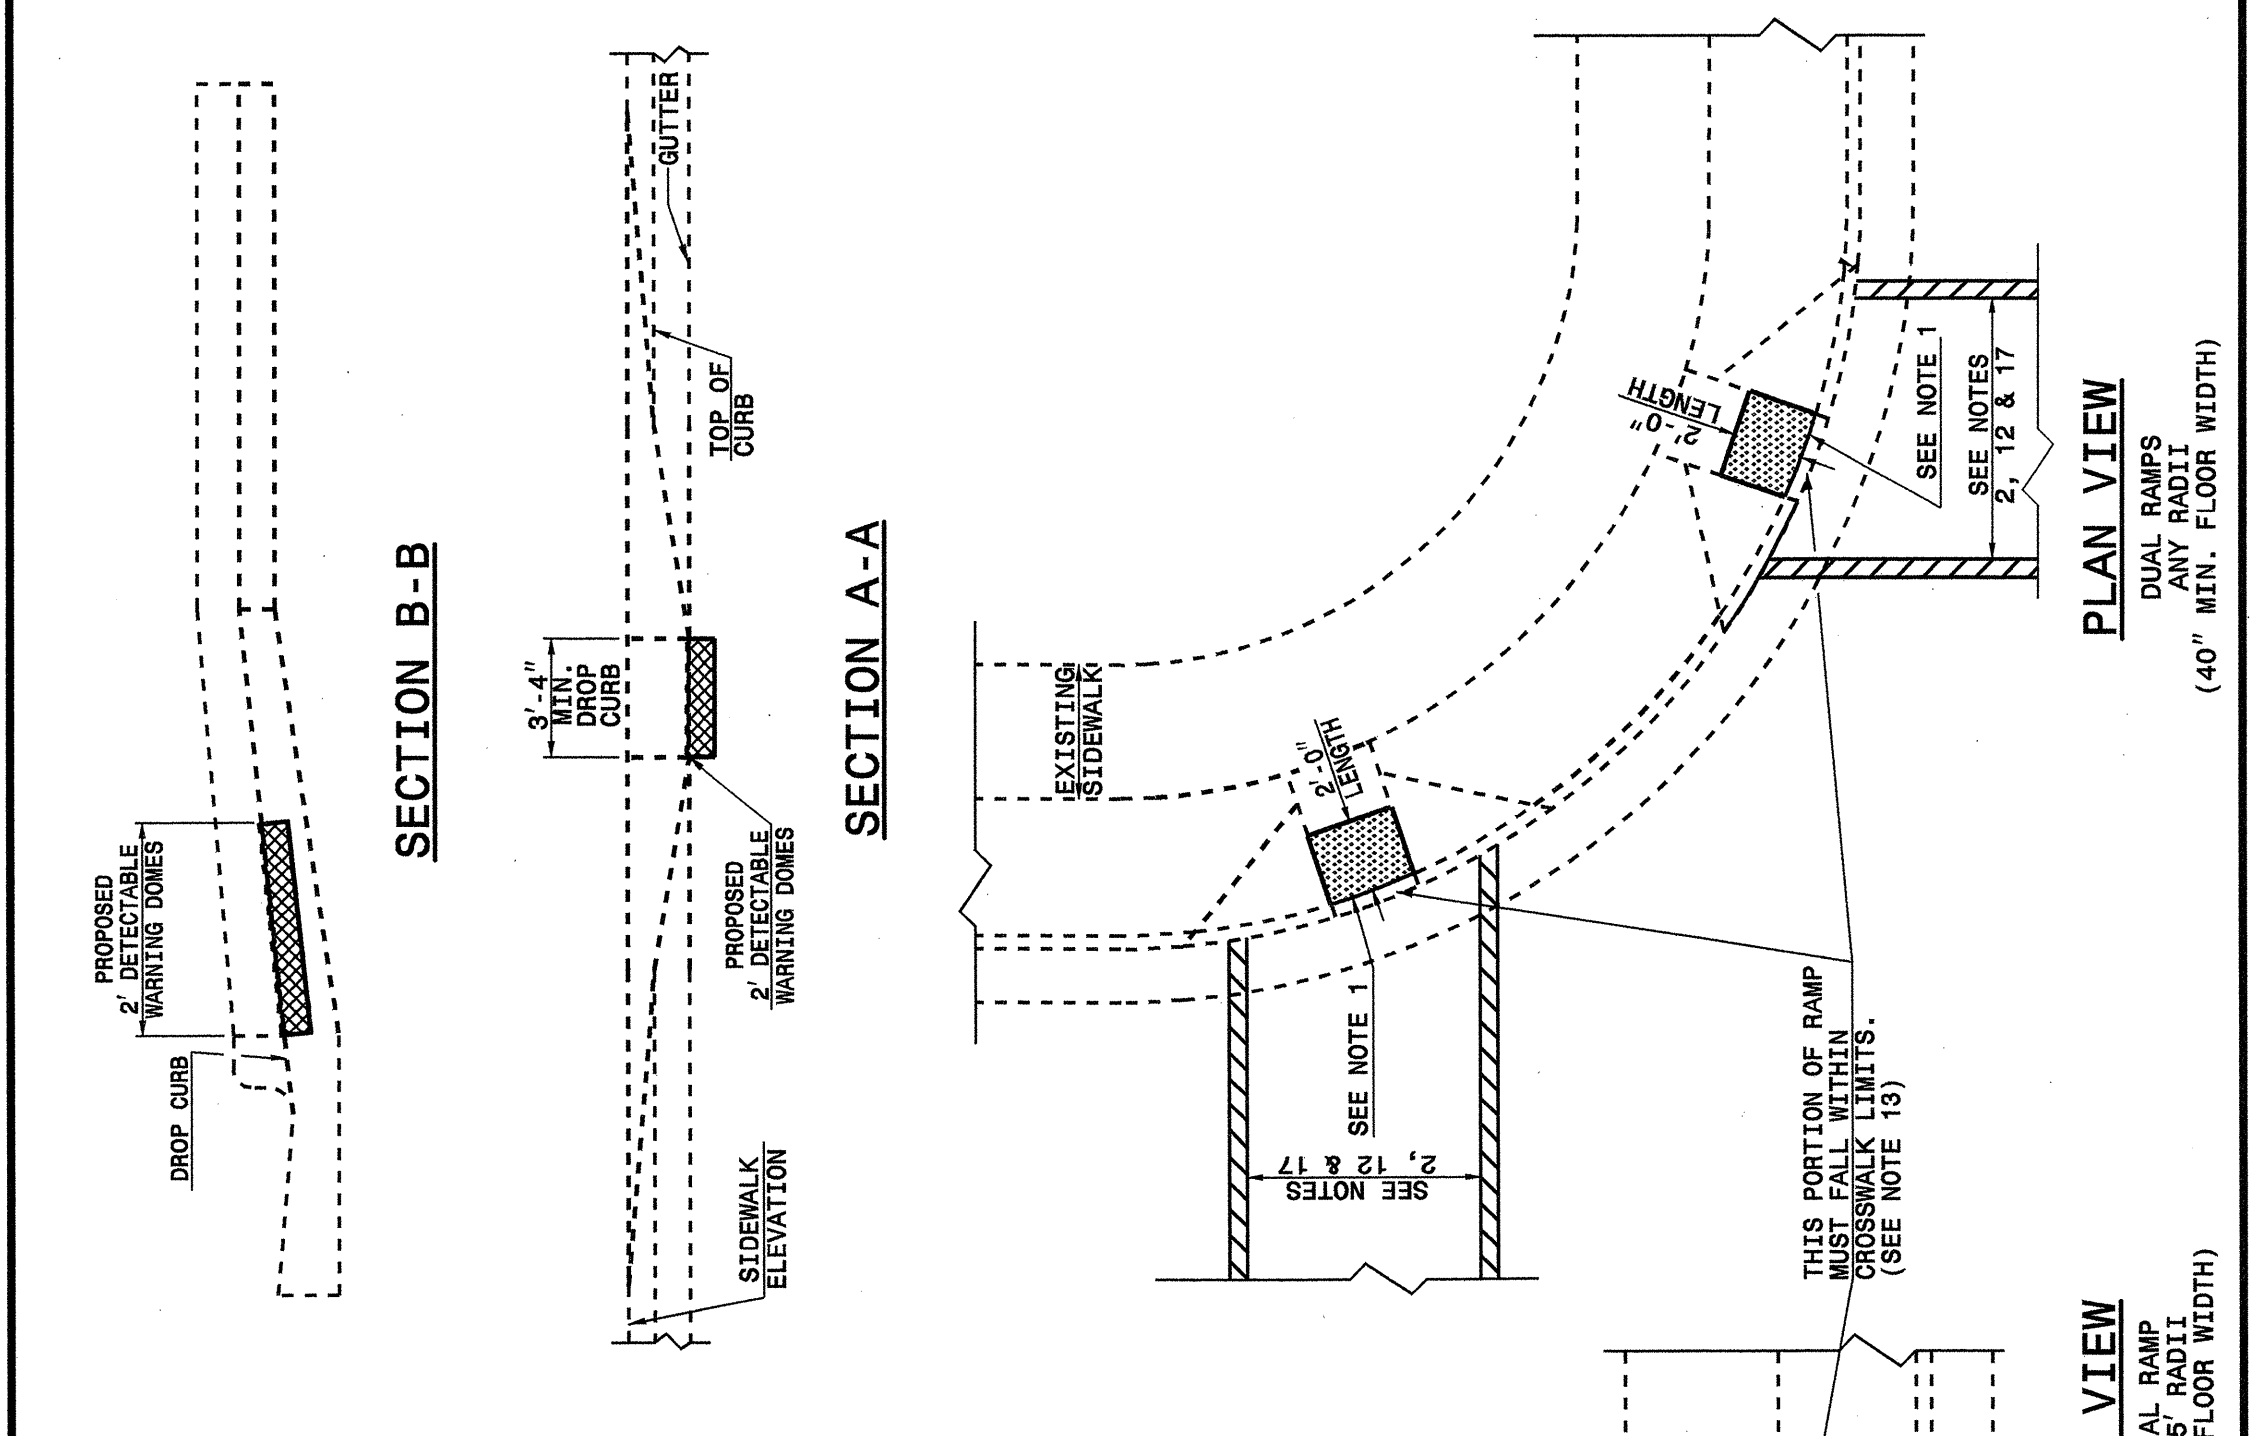 PROPOSED
2' DETECTABLE
WARNING DOMES
DROP CURB
SECTION B-B
3'-4"
MIN.
DROP
CURB
GUTTER
TOP OF
CURB
PROPOSED
2' DETECTABLE
WARNING DOMES
SIDEWALK
ELEVATION
SECTION A-A
EXISTING
SIDEWALK
2'-0"
LENGTH
SEE NOTE 1
SEE NOTES
2, 12 & 17
2'-0"
LENGTH
SEE NOTE 1
SEE NOTES
2, 12 & 17
THIS PORTION OF RAMP
MUST FALL WITHIN
CROSSWALK LIMITS.
(SEE NOTE 13)
PLAN VIEW
DUAL RAMPS
ANY RADII
(40" MIN. FLOOR WIDTH)
VIEW
AL RAMP
5' RADII
FLOOR WIDTH)